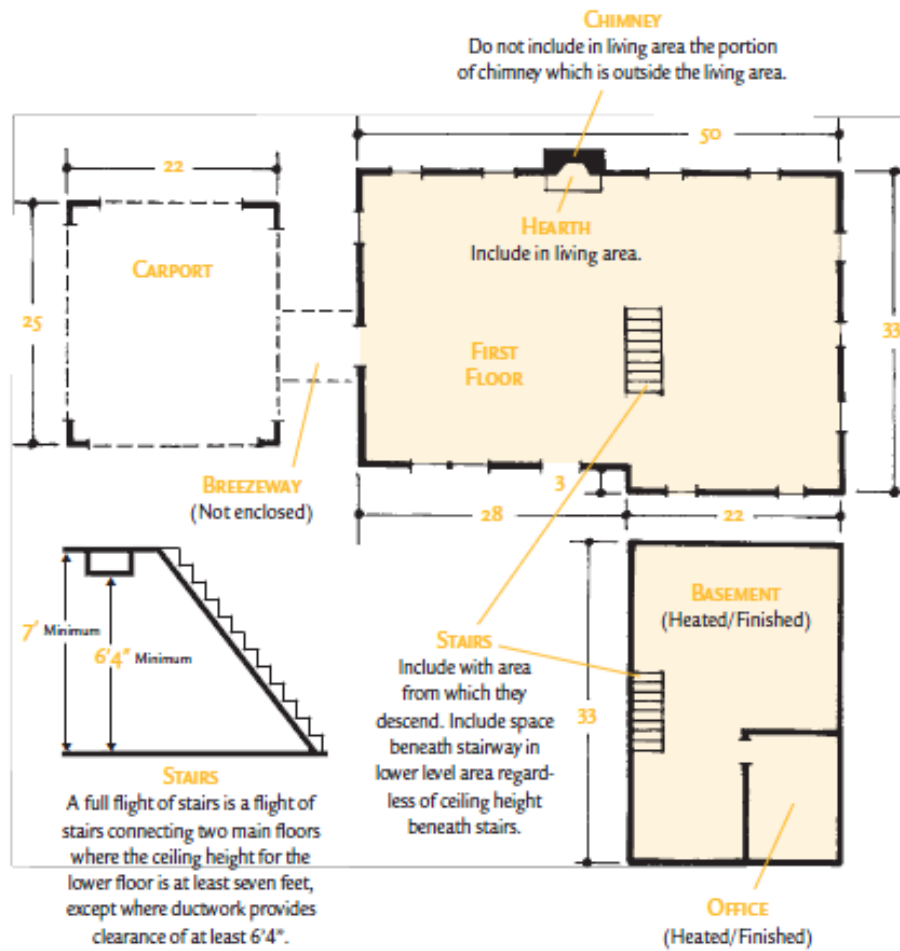 CHIMNEY
Do not include in living area the portion
of chimney which is outside the living area.
50
22
HEARTH
Include in living area.
CARPORT
25
33
FIRST
FLOOR
BREEZEWAY
(Not enclosed)
3
28
22
7' Minimum
6'4" Minimum
STAIRS
A full flight of stairs is a flight of
stairs connecting two main floors
where the ceiling height for the
lower floor is at least seven feet,
except where ductwork provides
clearance of at least 6'4".
STAIRS
Include with area
from which they
descend. Include space
beneath stairway in
lower level area regard-
less of ceiling height
beneath stairs.
33
BASEMENT
(Heated/Finished)
OFFICE
(Heated/Finished)